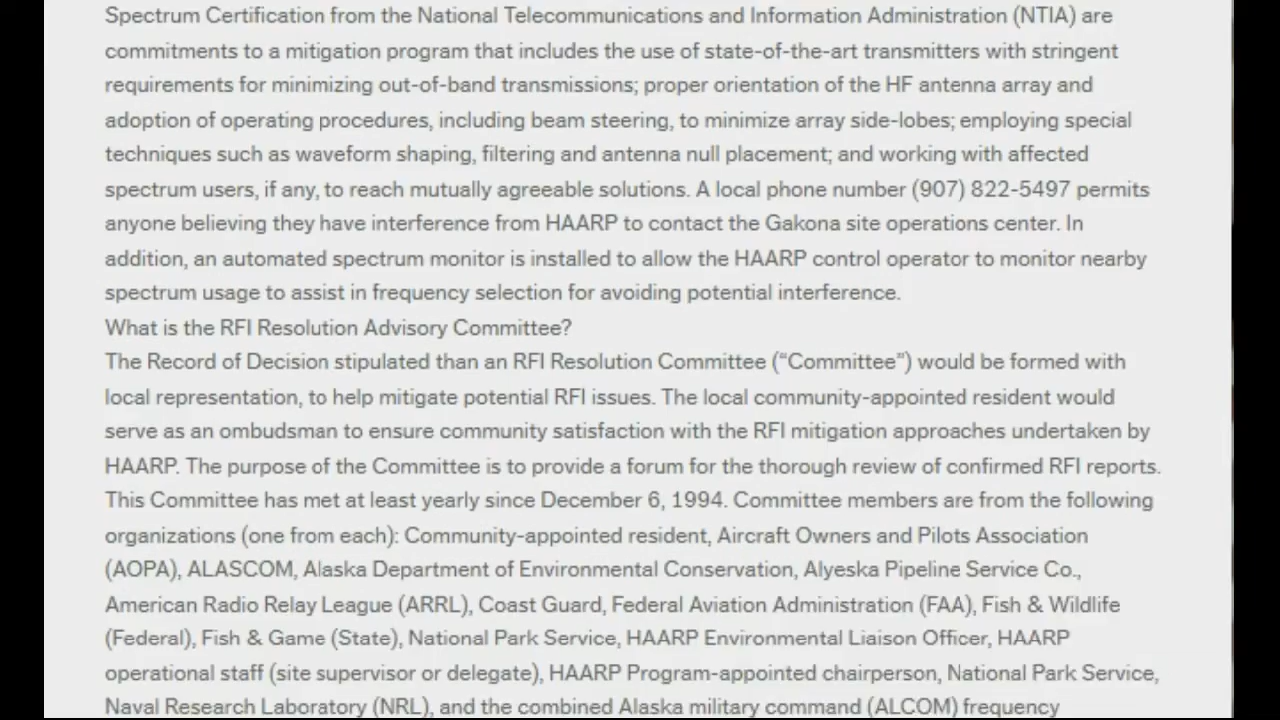 Spectrum Certification from the National Telecommunications and Information Administration (NTIA) are
commitments to a mitigation program that includes the use of state-of-the-art transmitters with stringent
requirements for minimizing out-of-band transmissions; proper orientation of the HF antenna array and
adoption of operating procedures, including beam steering, to minimize array side-lobes; employing special
techniques such as waveform shaping, filtering and antenna null placement; and working with affected
spectrum users, if any, to reach mutually agreeable solutions. A local phone number (907) 822-5497 permits
anyone believing they have interference from HAARP to contact the Gakona site operations center. In
addition, an automated spectrum monitor is installed to allow the HAARP control operator to monitor nearby
spectrum usage to assist in frequency selection for avoiding potential interference.
What is the RFI Resolution Advisory Committee?
The Record of Decision stipulated than an RFI Resolution Committee (“Committee”) would be formed with
local representation, to help mitigate potential RFI issues. The local community-appointed resident would
serve as an ombudsman to ensure community satisfaction with the RFI mitigation approaches undertaken by
HAARP. The purpose of the Committee is to provide a forum for the thorough review of confirmed RFI reports.
This Committee has met at least yearly since December 6, 1994. Committee members are from the following
organizations (one from each): Community-appointed resident, Aircraft Owners and Pilots Association
(AOPA), ALASCOM, Alaska Department of Environmental Conservation, Alyeska Pipeline Service Co.,
American Radio Relay League (ARRL), Coast Guard, Federal Aviation Administration (FAA), Fish & Wildlife
(Federal), Fish & Game (State), National Park Service, HAARP Environmental Liaison Officer, HAARP
operational staff (site supervisor or delegate), HAARP Program-appointed chairperson, National Park Service,
Naval Research Laboratory (NRL), and the combined Alaska military command (ALCOM) frequency